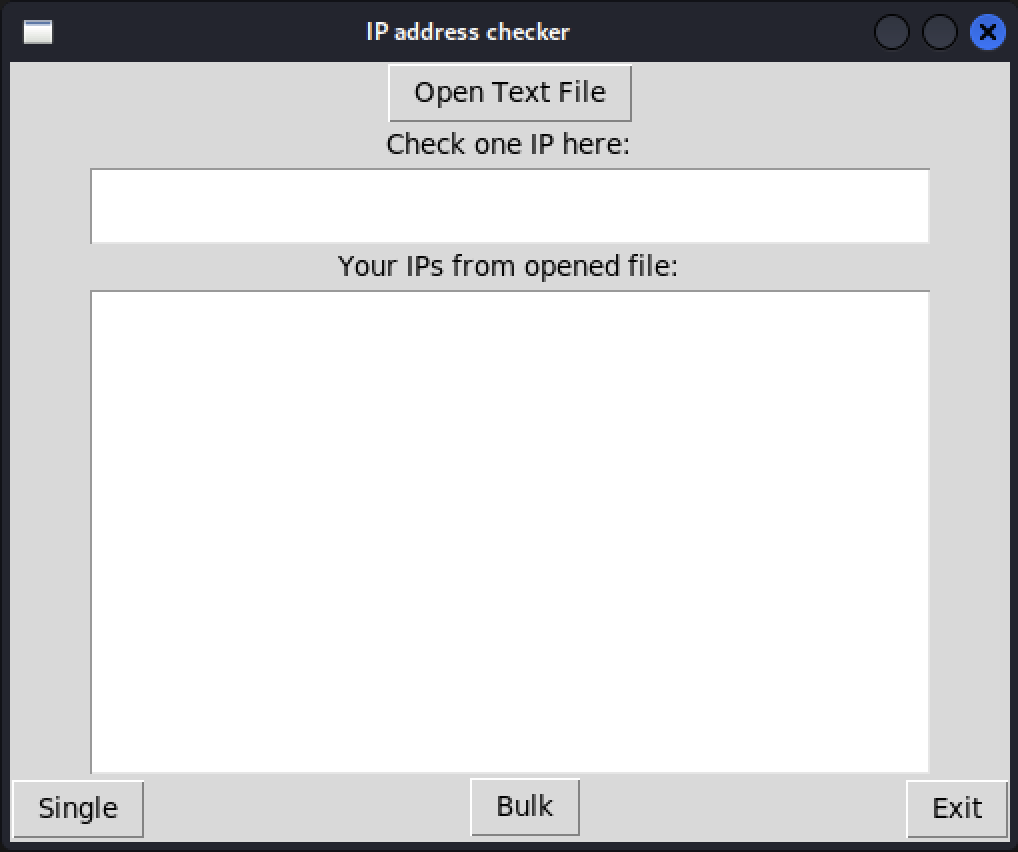 IP address checker
Open Text File
Check one IP here:
Your IPs from opened file:
Single Bulk Exit